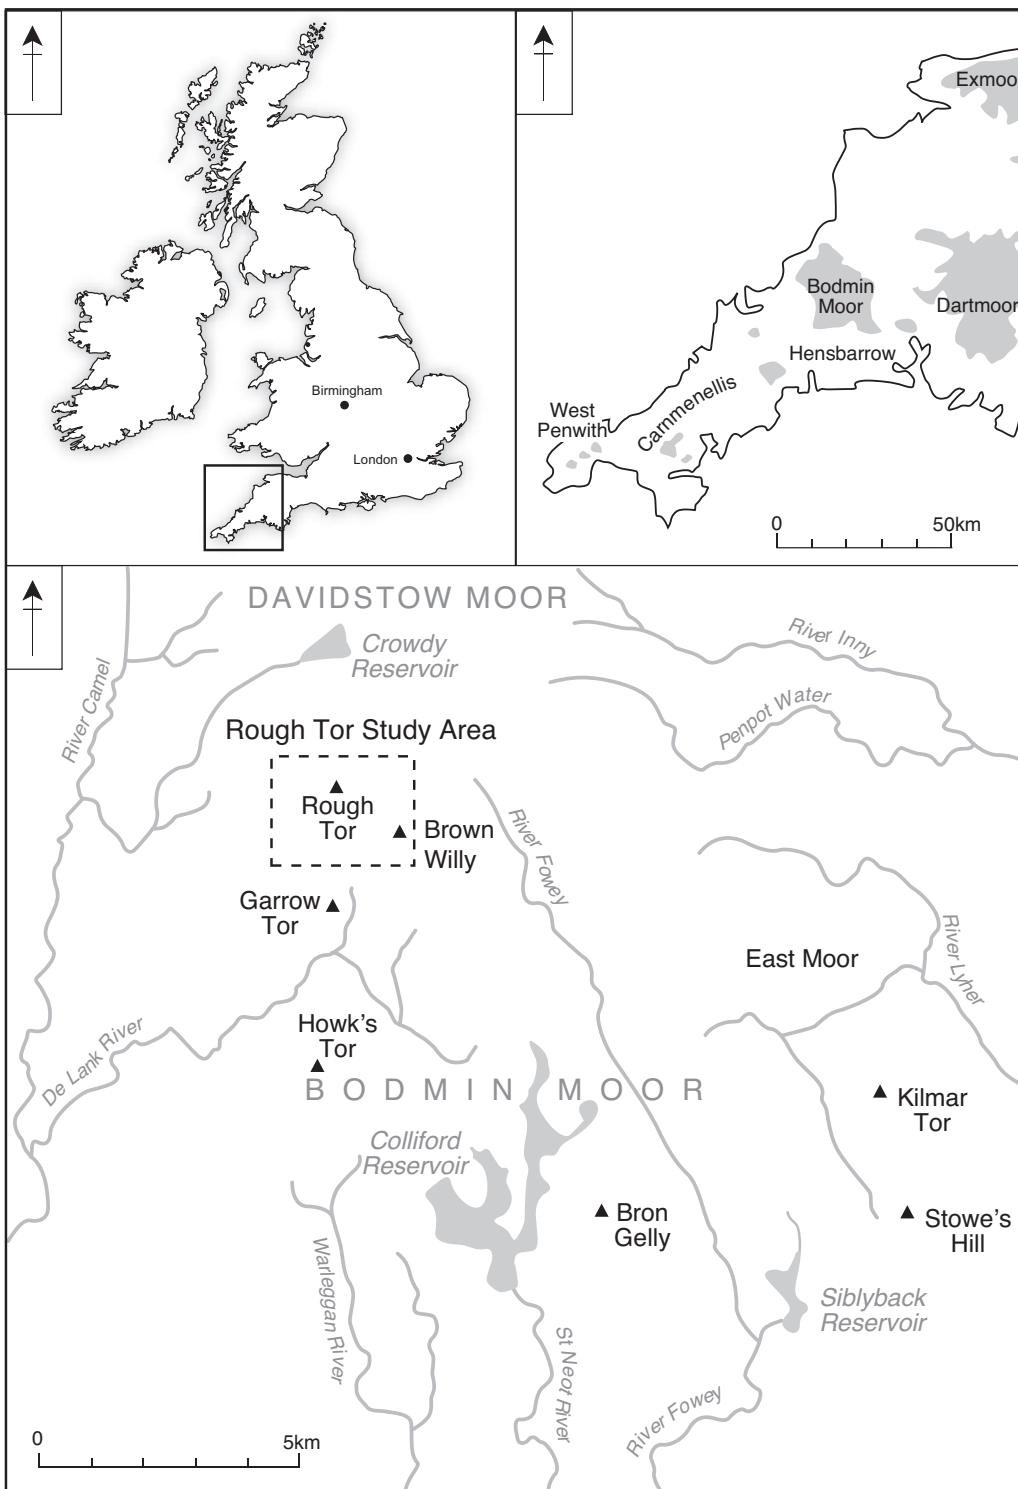 Birmingham
London
Exmoo
Bodmin
Moor
Dartmoor
Hensbarrow
Carnmenellis
West
Penwith
0
50km
DAVIDSTOW MOOR
Crowdy
Reservoir
River Camel
River Inny
Penpot Water
Rough Tor Study Area
Rough
Tor
Brown
Willy
River Fowey
Garrow
Tor
East Moor
River Lyher
De Lank River
Howk's
Tor
BODMIN MOOR
Kilmar
Tor
Colliford
Reservoir
Bron
Gelly
Stowe's
Hill
Warleggan River
Siblyback
Reservoir
St Neot River
River Fowey
0
5km